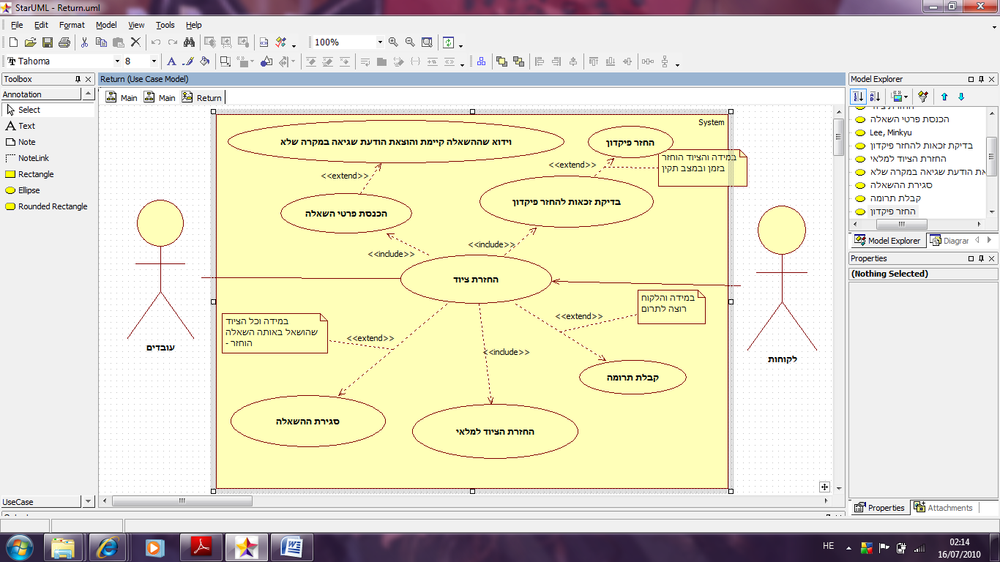 StarUML - Return.uml
File Edit Format Model View Tools Help
100%
Tahoma 8
Toolbox
Annotation
Select
Text
Note
NoteLink
Rectangle
Ellipse
Rounded Rectangle
UseCase
Return (Use Case Model)
Main Main Return
System
וידוא שההשאלה קיימת והוצאת הודעת שגיאה במקרה שלא
החזר פיקדון
במידה והציוד הוחזר
בזמן ובמצב תקין
<<extend>>
<<extend>>
הכנסת פרטי השאלה
בדיקת זכאות להחזר פיקדון
<<include>>
<<include>>
החזרת ציוד
במידה והלקוח
רוצה לתרום
<<extend>>
במידה וכל הציוד
שהושאל באותה השאלה
הוחזר -
<<extend>>
<<include>>
קבלת תרומה
סגירת ההשאלה
החזרת הציוד למלאי
עובדים
לקוחות
Model Explorer
הכנסת פרטי השאלה
Lee, Minkyu
בדיקת זכאות להחזר פיקדון
החזרת הציוד למלאי
את הודעת שגיאה במקרה שלא
סגירת ההשאלה
קבלת תרומה
החזר פיקדון
Model Explorer Diagrar
Properties
(Nothing Selected)
Properties Attachments
HE
02:14
16/07/2010